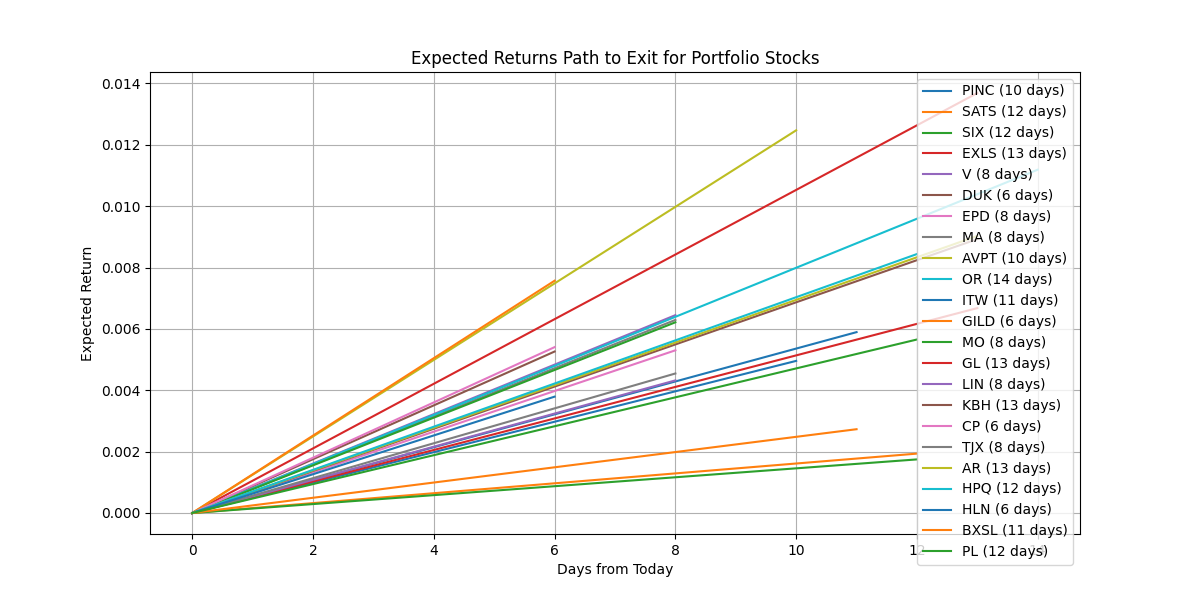 Expected Returns Path to Exit for Portfolio Stocks
Expected Return
0.014
0.012
0.010
0.008
0.006
0.004
0.002
0.000
PINC (10 days)
SATS (12 days)
SIX (12 days)
EXLS (13 days)
V (8 days)
DUK (6 days)
EPD (8 days)
MA (8 days)
AVPT (10 days)
OR (14 days)
ITW (11 days)
GILD (6 days)
MO (8 days)
GL (13 days)
LIN (8 days)
KBH (13 days)
CP (6 days)
TJX (8 days)
AR (13 days)
HPQ (12 days)
HLN (6 days)
BXSL (11 days)
PL (12 days)
0 2 4 6 8 10
Days from Today